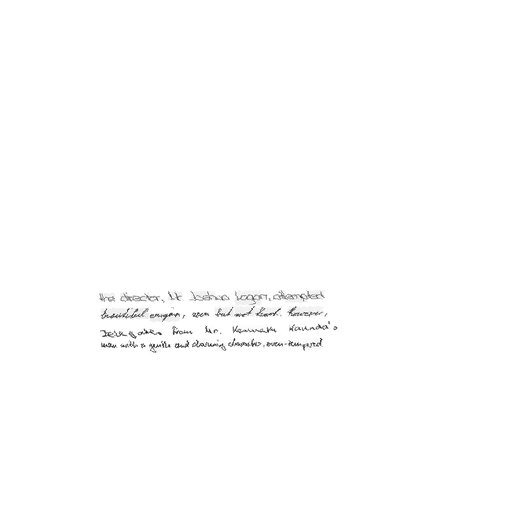 the director, Mr Joshua Logan, attempted
beautiful enigma, seen but not heard. however,
Delegates from Mr. Kenneth Kaunda's
man with a gentle and charming character, even-tempered